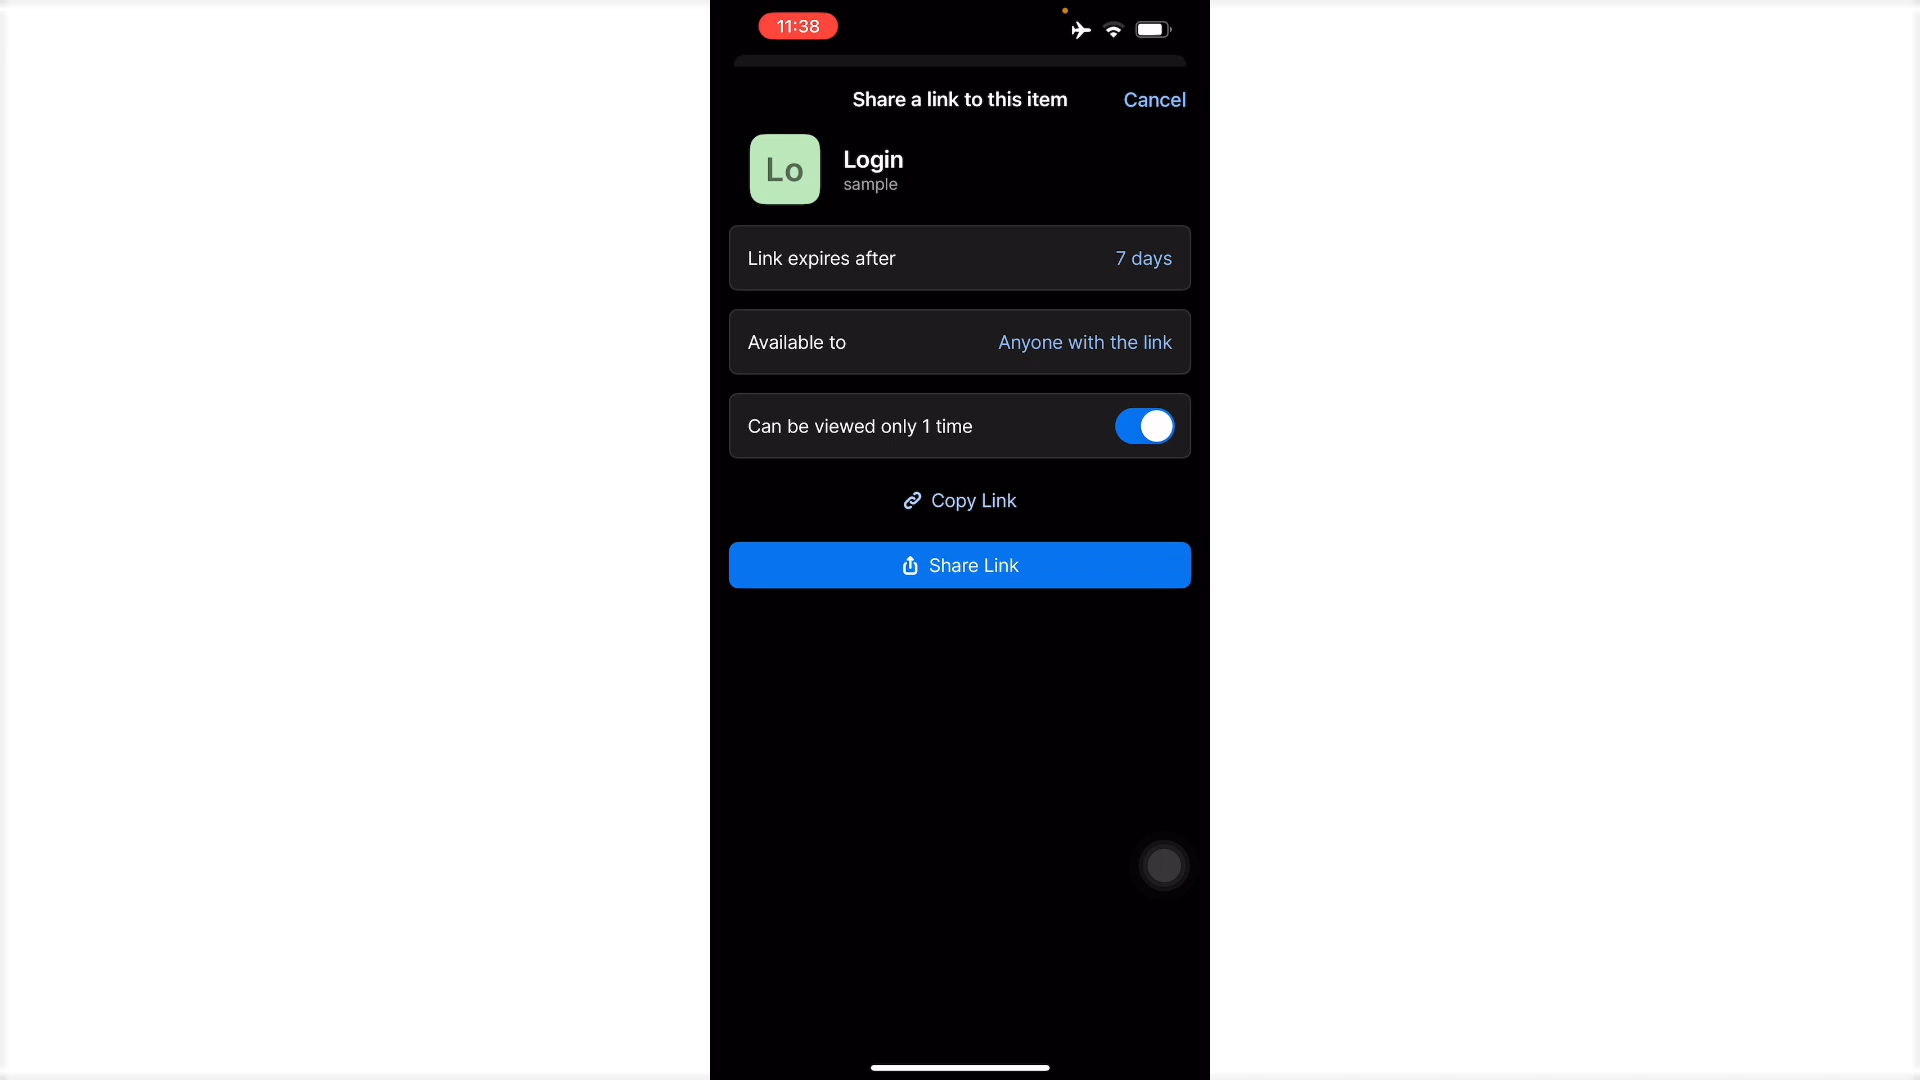 11:38
Share a link to this item
Cancel
Lo
Login
sample
Link expires after
7 days
Available to
Anyone with the link
Can be viewed only 1 time
Copy Link
Share Link